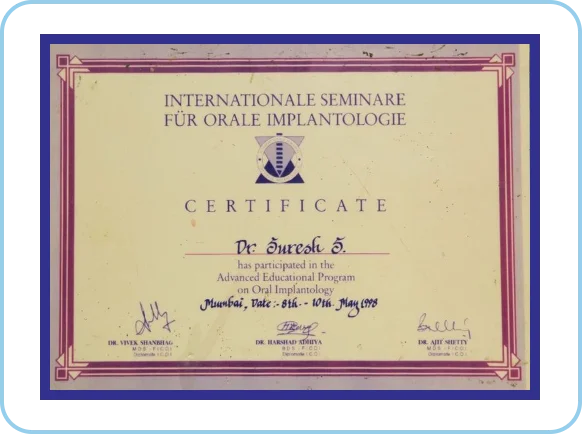 INTERNATIONALE SEMINARE
FÜR ORALE IMPLANTOLOGIE
CERTIFICATE
Dr. Suresh S.
has participated in the
Advanced Educational Program
on Oral Implantology
Mumbai, Date :- 8th - 10th May 1998
DR. VIVEK SHANBHAG
DR. HARSHAD ADHIYA
DR. AJIT SHETTY
M D S - F I C O I
M D S - F I C O I
M D S - F I C O I